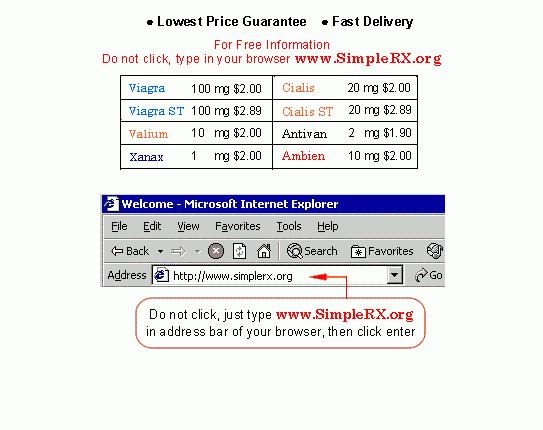 ● Lowest Price Guarantee ● Fast Delivery
For Free Information
Do not click, type in your browser www.SimpleRX.org
Viagra 100 mg $2.00 Cialis 20 mg $2.00
Viagra ST 100 mg $2.89 Cialis ST 20 mg $2.89
Valium 10 mg $2.00 Antivan 2 mg $1.90
Xanax 1 mg $2.00 Ambien 10 mg $2.00
Welcome - Microsoft Internet Explorer
File Edit View Favorites Tools Help
Back Search Favorites
Address http://www.simplerx.org Go
Do not click, just type www.SimpleRX.org
in address bar of your browser, then click enter